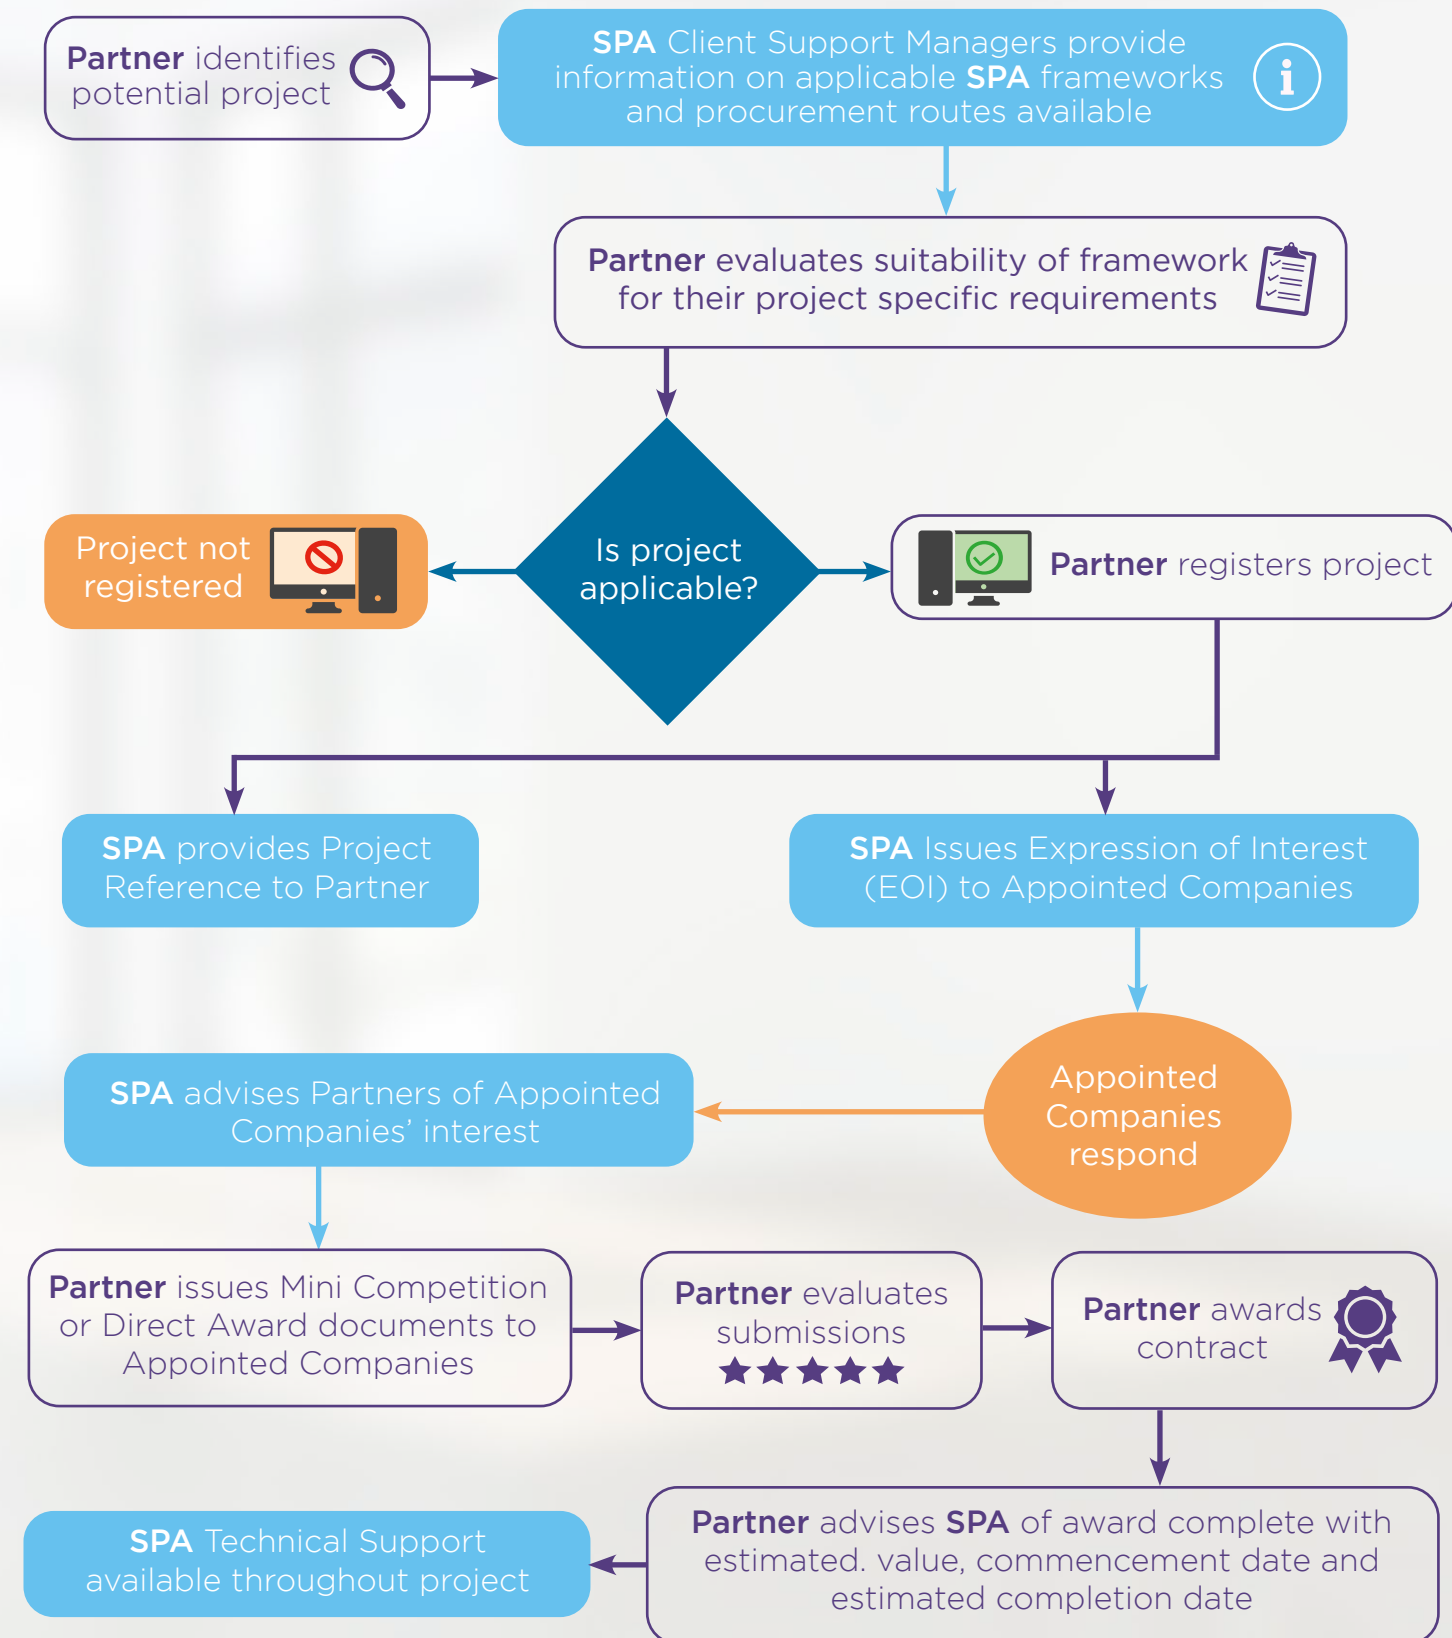 Partner identifies
potential project
SPA Client Support Managers provide
information on applicable SPA frameworks
and procurement routes available
i
Partner evaluates suitability of framework
for their project specific requirements
Is project
applicable?
Project not
registered
Partner registers project
SPA provides Project
Reference to Partner
SPA Issues Expression of Interest
(EOI) to Appointed Companies
Appointed
Companies
respond
SPA advises Partners of Appointed
Companies’ interest
Partner issues Mini Competition
or Direct Award documents to
Appointed Companies
Partner evaluates
submissions
Partner awards
contract
Partner advises SPA of award complete with
estimated. value, commencement date and
estimated completion date
SPA Technical Support
available throughout project